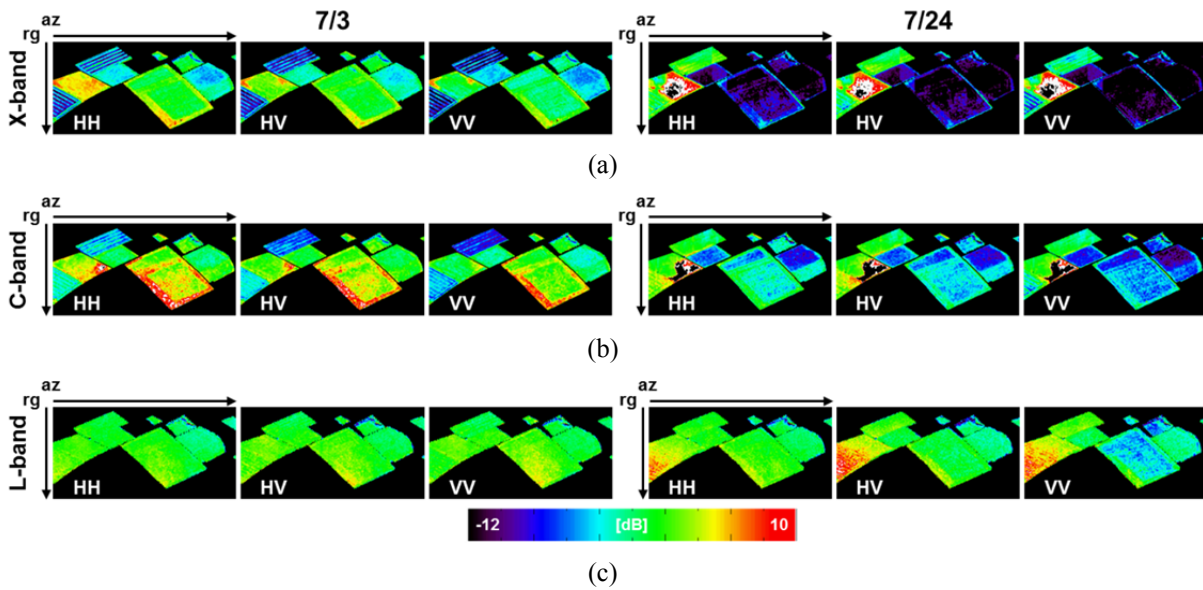 az 7/3 az 7/24
rg rg
X-band
HH HV VV HH HV VV
(a)
az az
rg rg
C-band
HH HV VV HH HV VV
(b)
az az
rg rg
L-band
HH HV VV HH HV VV
-12 [dB] 10
(c)